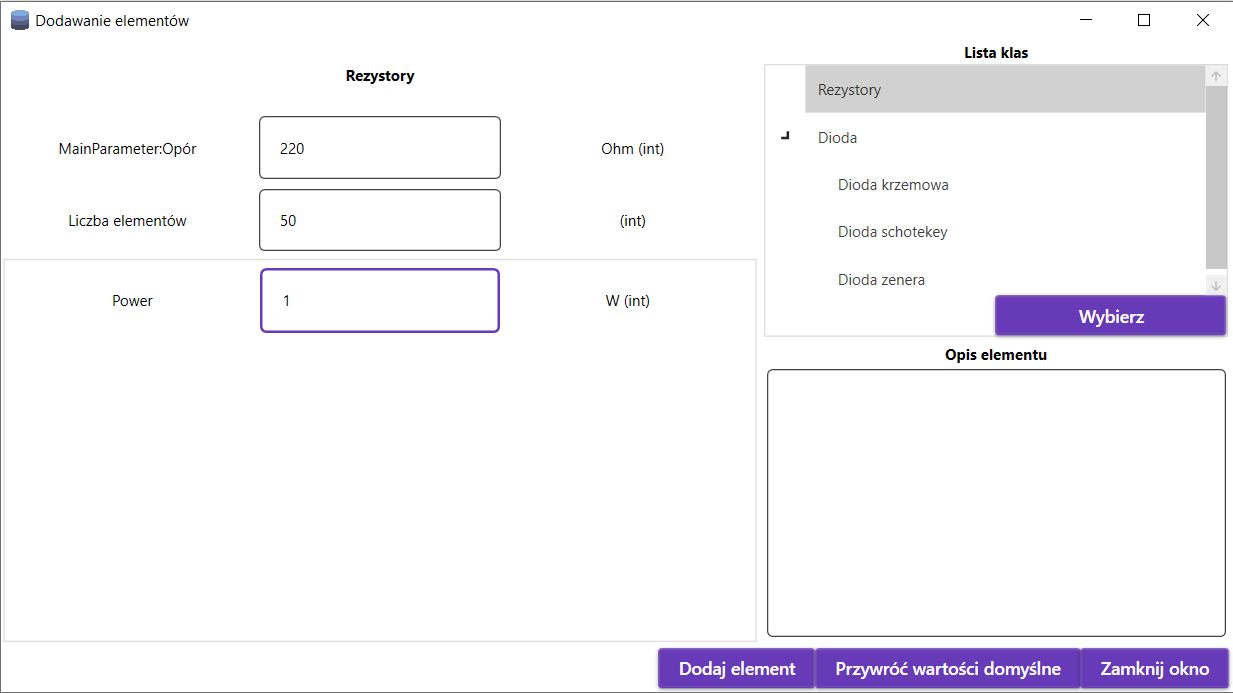 Dodawanie elementów
Rezystory
MainParameter:Opór 220 Ohm (int)
Liczba elementów 50 (int)
Power 1 W (int)
Lista klas
Rezystory
Dioda
Dioda krzemowa
Dioda schotekey
Dioda zenera
Wybierz
Opis elementu
Dodaj element Przywróć wartości domyślne Zamknij okno